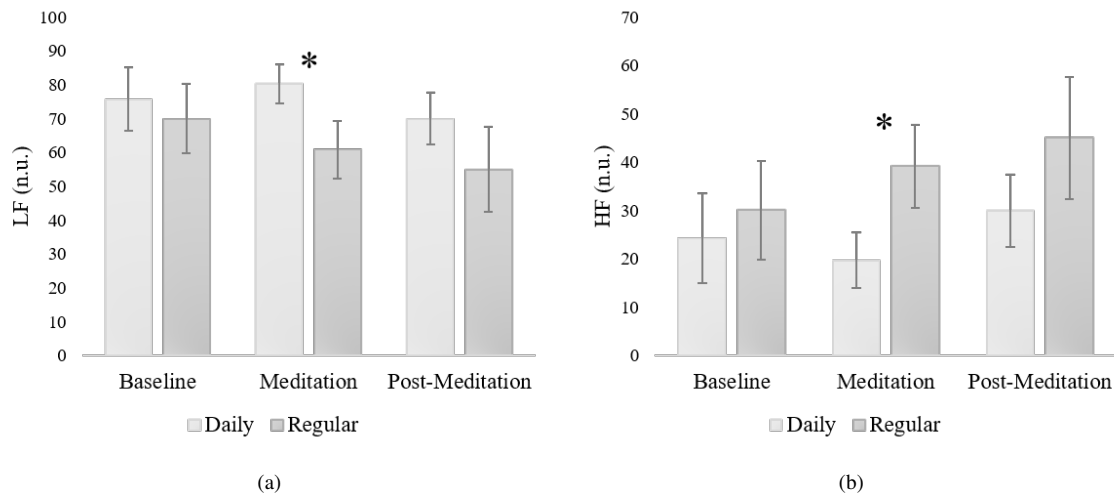 100
90
80
70
60
50
40
30
20
10
0
LF (n.u.)
*
Baseline Meditation Post-Meditation
Daily Regular
(a)
70
60
50
40
30
20
10
0
HF (n.u.)
*
Baseline Meditation Post-Meditation
Daily Regular
(b)